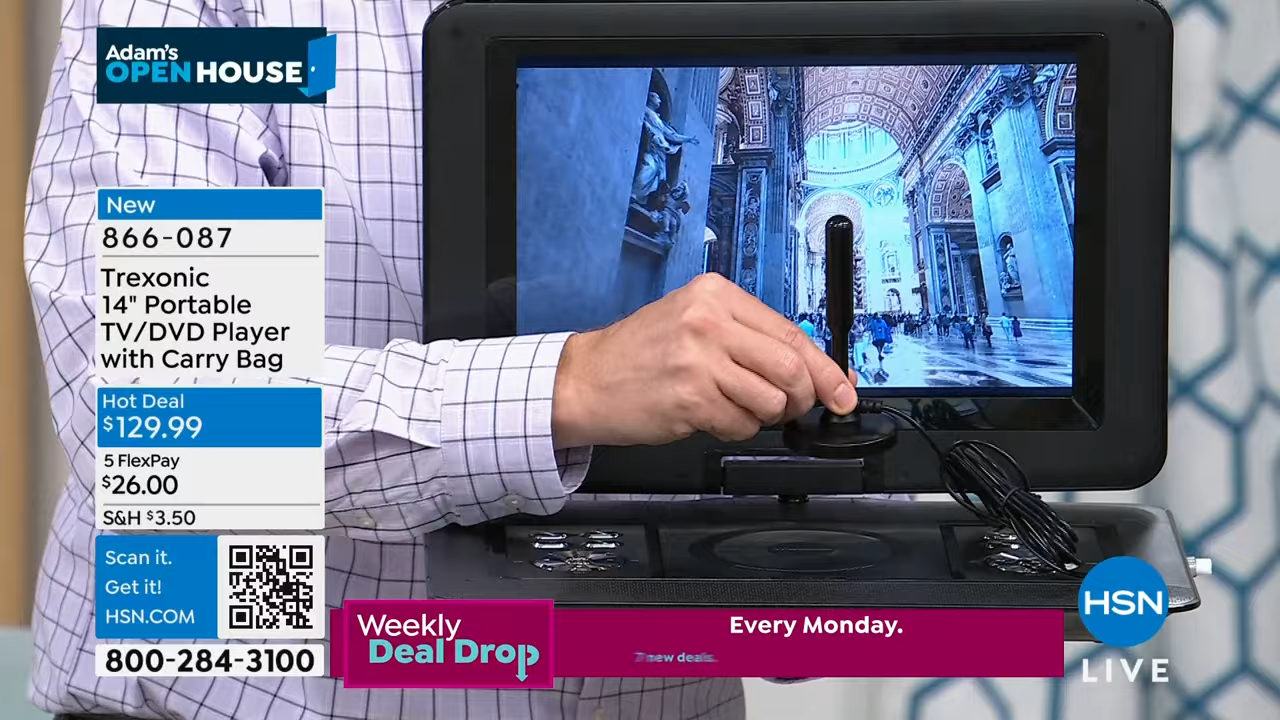 Adam's
OPEN HOUSE
New
866-087
Trexonic
14" Portable
TV/DVD Player
with Carry Bag
Hot Deal
$129.99
5 FlexPay
$26.00
S&H $3.50
Scan it.
Get it!
HSN.COM
800-284-3100
Weekly
Deal Drop
Every Monday.
7 new deals.
HSN
LIVE